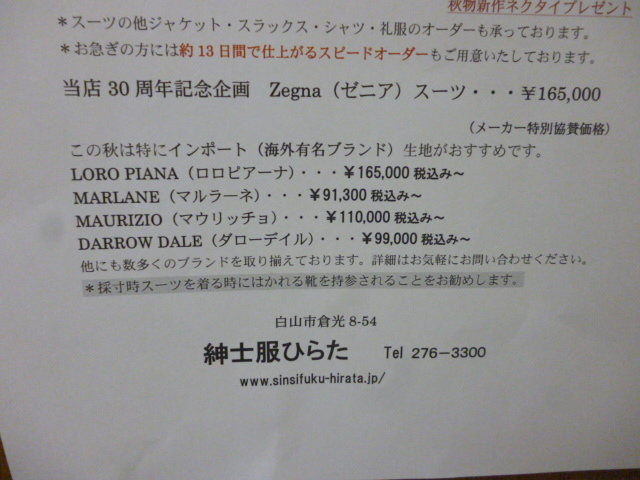 秋物新作ネクタイプレゼント
＊スーツの他ジャケット・スラックス・シャツ・礼服のオーダーも承っております。
＊お急ぎの方には約13日間で仕上がるスピードオーダーもご用意いたしております。
当店30周年記念企画　Zegna（ゼニア）スーツ・・・￥165,000
（メーカー特別協賛価格）
この秋は特にインポート（海外有名ブランド）生地がおすすめです。
LORO PIANA（ロロピアーナ）・・・￥165,000 税込み～
MARLANE（マルラーネ）・・・￥91,300 税込み～
MAURIZIO（マウリッチョ）・・・￥110,000 税込み～
DARROW DALE（ダローデイル）・・・￥99,000 税込み～
他にも数多くのブランドを取り揃えております。詳細はお気軽にお問い合わせください。
＊採寸時スーツを着る時にはかれる靴を持参されることをお勧めします。
白山市倉光 8-54
紳士服ひらた　Tel 276－3300
www.sinsifuku-hirata.jp/